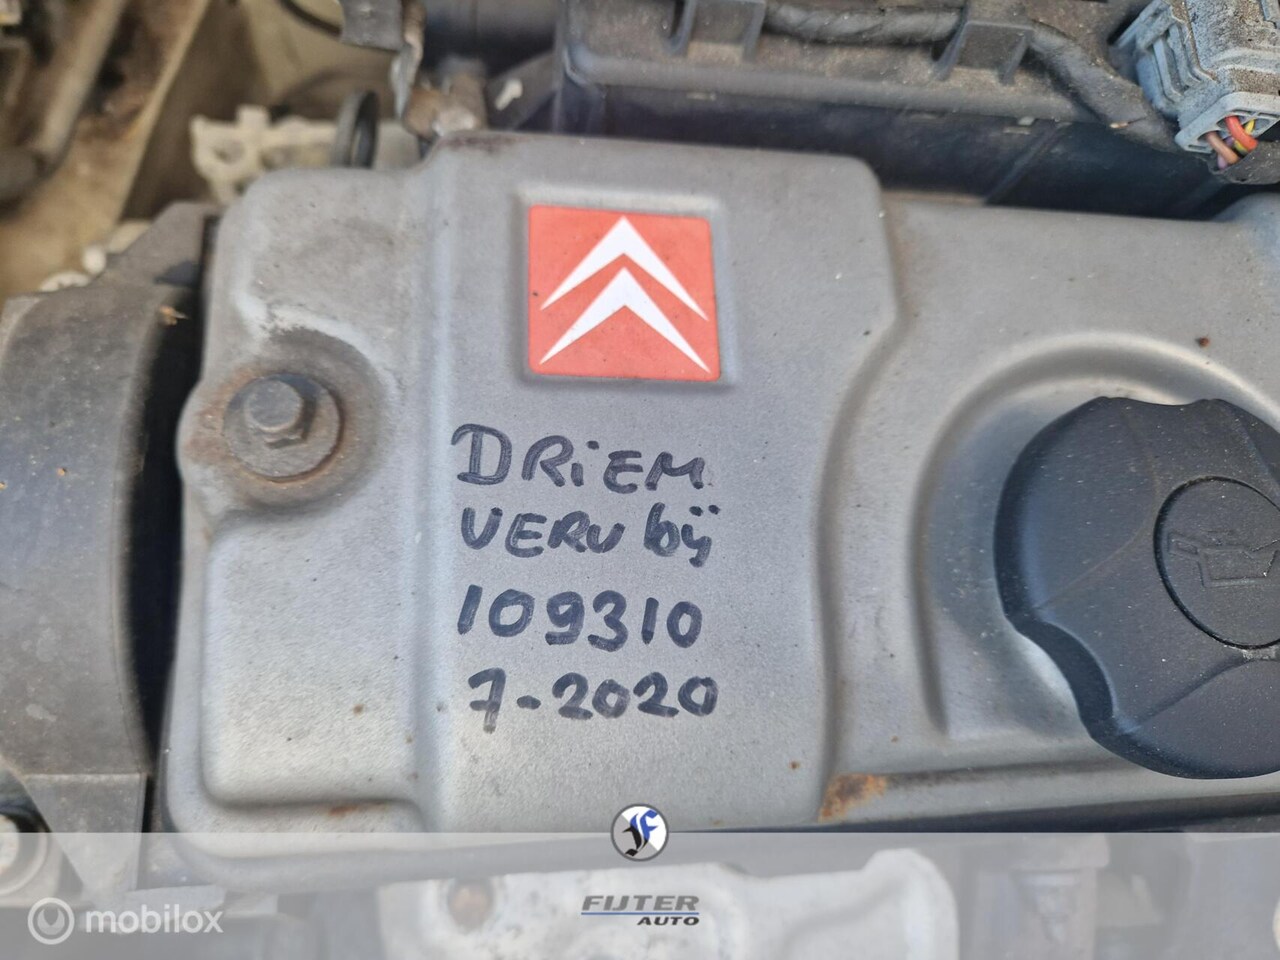 DRiEM
VERV bij
109310
7-2020
FIJTER
AUTO
mobilox